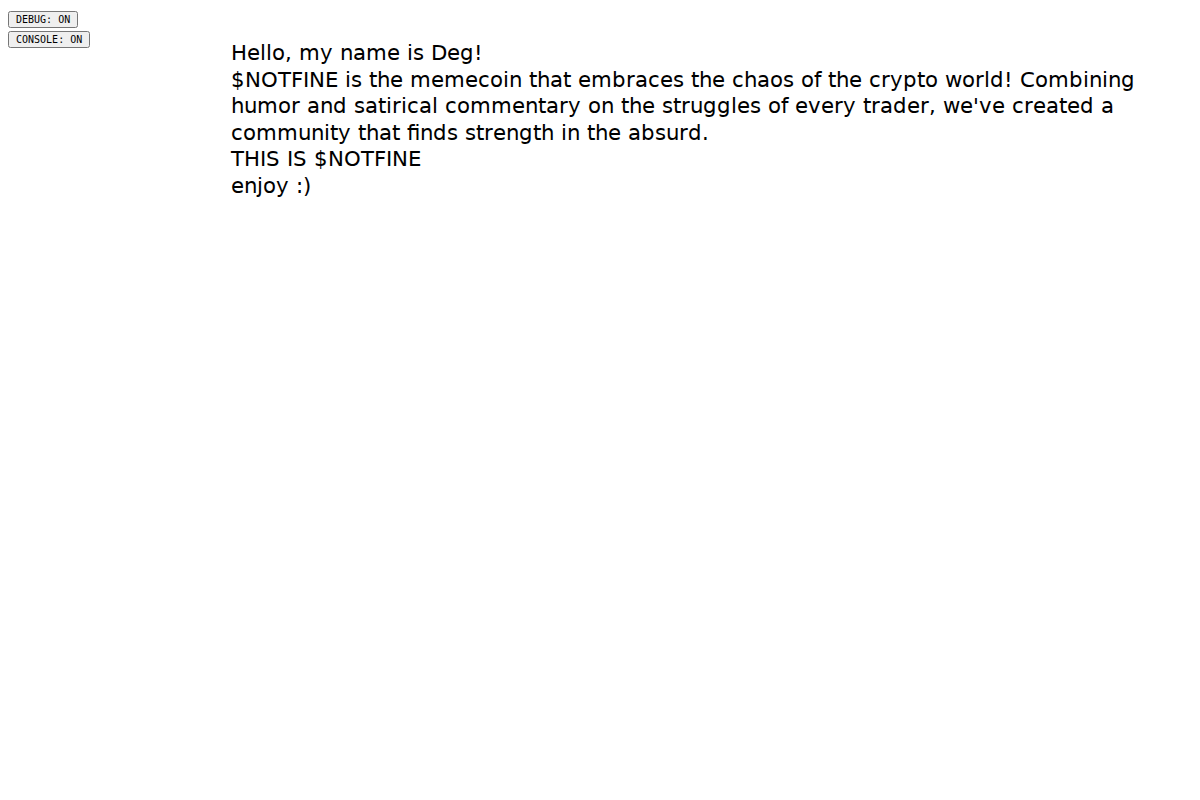 DEBUG: ON
CONSOLE: ON
Hello, my name is Deg!
$NOTFINE is the memecoin that embraces the chaos of the crypto world! Combining
humor and satirical commentary on the struggles of every trader, we've created a
community that finds strength in the absurd.
THIS IS $NOTFINE
enjoy :)